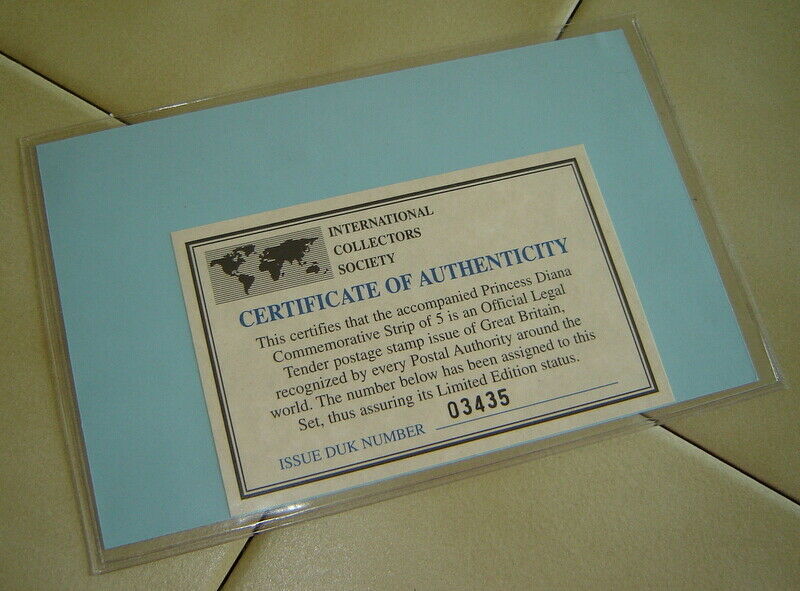 INTERNATIONAL
COLLECTORS
SOCIETY
CERTIFICATE OF AUTHENTICITY
This certifies that the accompanied Princess Diana
Commemorative Strip of 5 is an Official Legal
Tender postage stamp issue of Great Britain,
recognized by every Postal Authority around the
world. The number below has been assigned to this
Set, thus assuring its Limited Edition status.
ISSUE DUK NUMBER 03435